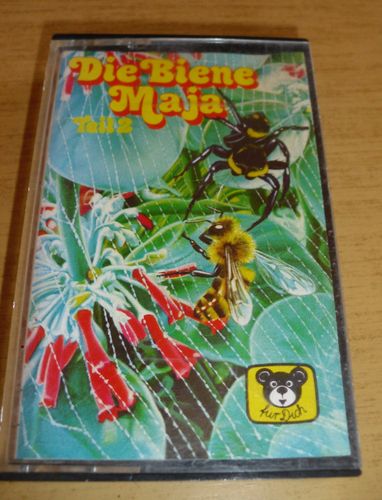 Die Biene
Maja
Teil 2
für Dich